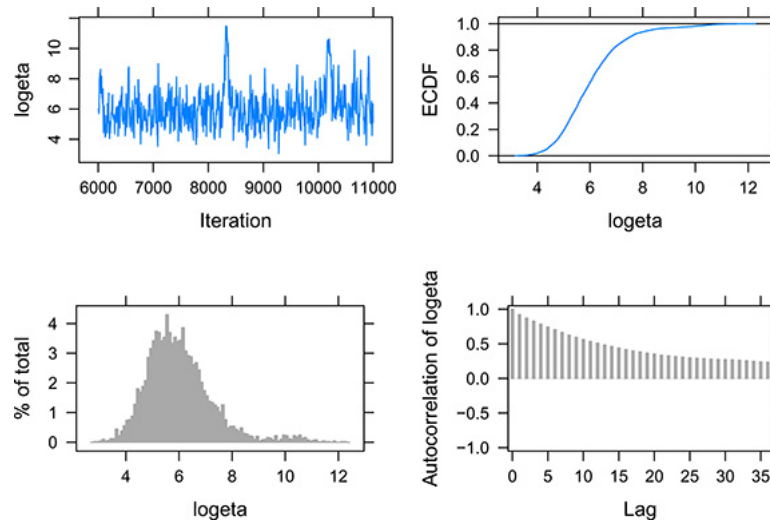 logeta
10
8
6
4
6000 7000 8000 9000 10000 11000
Iteration
ECDF
1.0
0.8
0.6
0.4
0.2
0.0
4 6 8 10 12
logeta
% of total
4
3
2
1
0
4 6 8 10 12
logeta
Autocorrelation of logeta
1.0
0.5
0.0
−0.5
−1.0
0 5 10 15 20 25 30 35
Lag